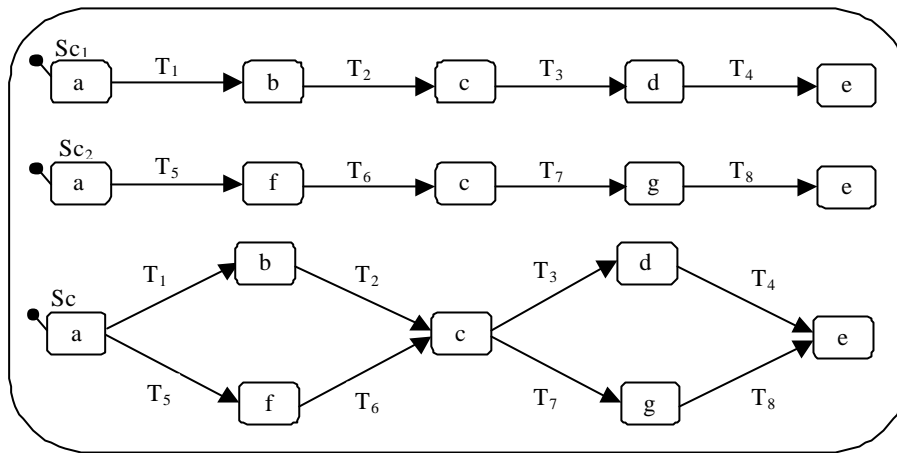 Sc₁
a T₁ b T₂ c T₃ d T₄ e
Sc₂
a T₅ f T₆ c T₇ g T₈ e
b d
T₁ T₂ T₃ T₄
Sc
a c e
T₅ T₆ T₇ T₈
f g